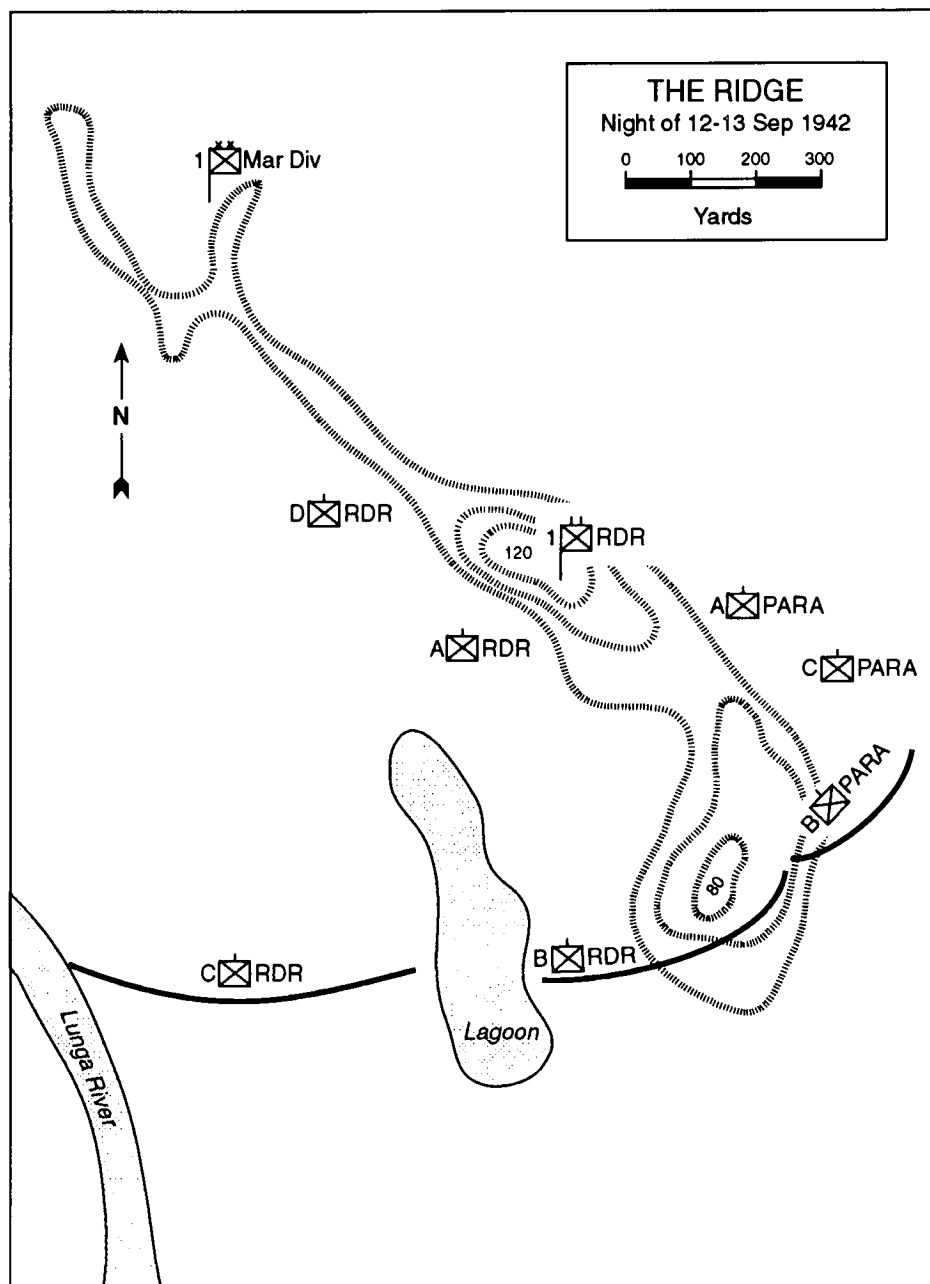 THE RIDGE
Night of 12-13 Sep 1942
0 100 200 300
Yards
1 Mar Div
N
D RDR
120
1 RDR
A PARA
A RDR
C PARA
B PARA
80
B RDR
C RDR
Lagoon
Lunga River